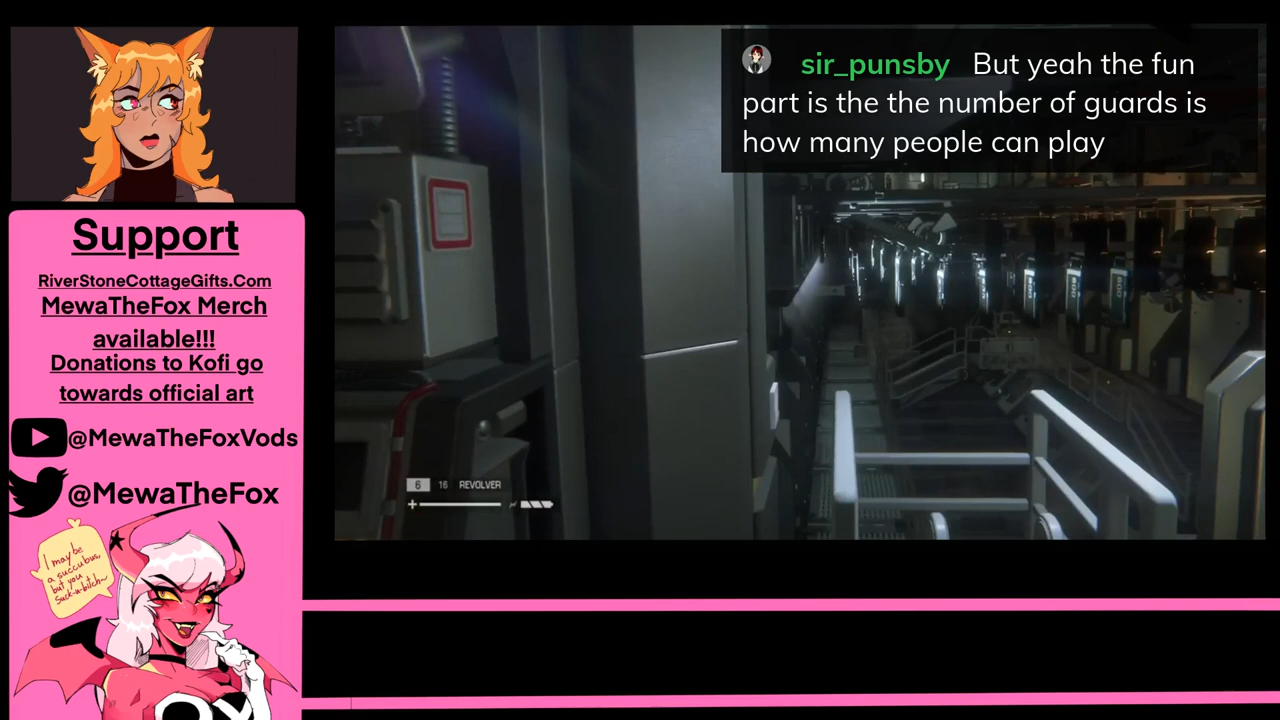 sir_punsby But yeah the fun
part is the the number of guards is
how many people can play
Support
RiverStoneCottageGifts.Com
MewaTheFox Merch
available!!!
Donations to Kofi go
towards official art
@MewaTheFoxVods
@MewaTheFox
I maybe
a succubus,
but you
suck-a-bitch~
6 16 REVOLVER